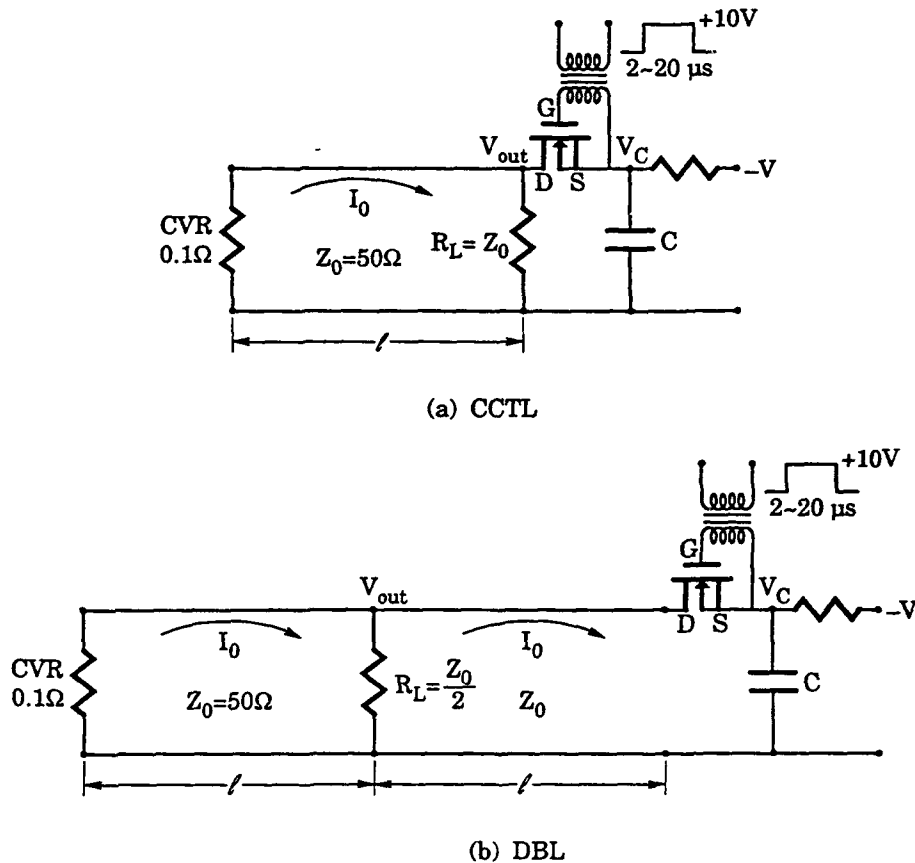 +10V
2~20 µs
G
V_out
V_C
D S
–V
I_0
CVR
0.1Ω
Z_0=50Ω
R_L= Z_0
C
ℓ
(a) CCTL
+10V
2~20 µs
G
V_out
V_C
D S
–V
I_0
I_0
CVR
0.1Ω
Z_0=50Ω
R_L= Z_0/2
Z_0
C
ℓ
ℓ
(b) DBL